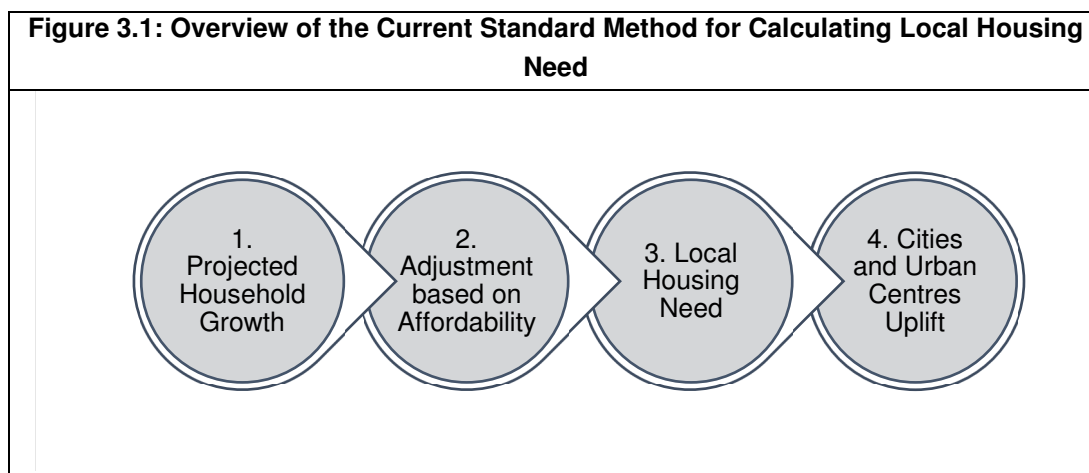 Figure 3.1: Overview of the Current Standard Method for Calculating Local Housing
Need
1.
Projected
Household
Growth
2.
Adjustment
based on
Affordability
3. Local
Housing
Need
4. Cities
and Urban
Centres
Uplift